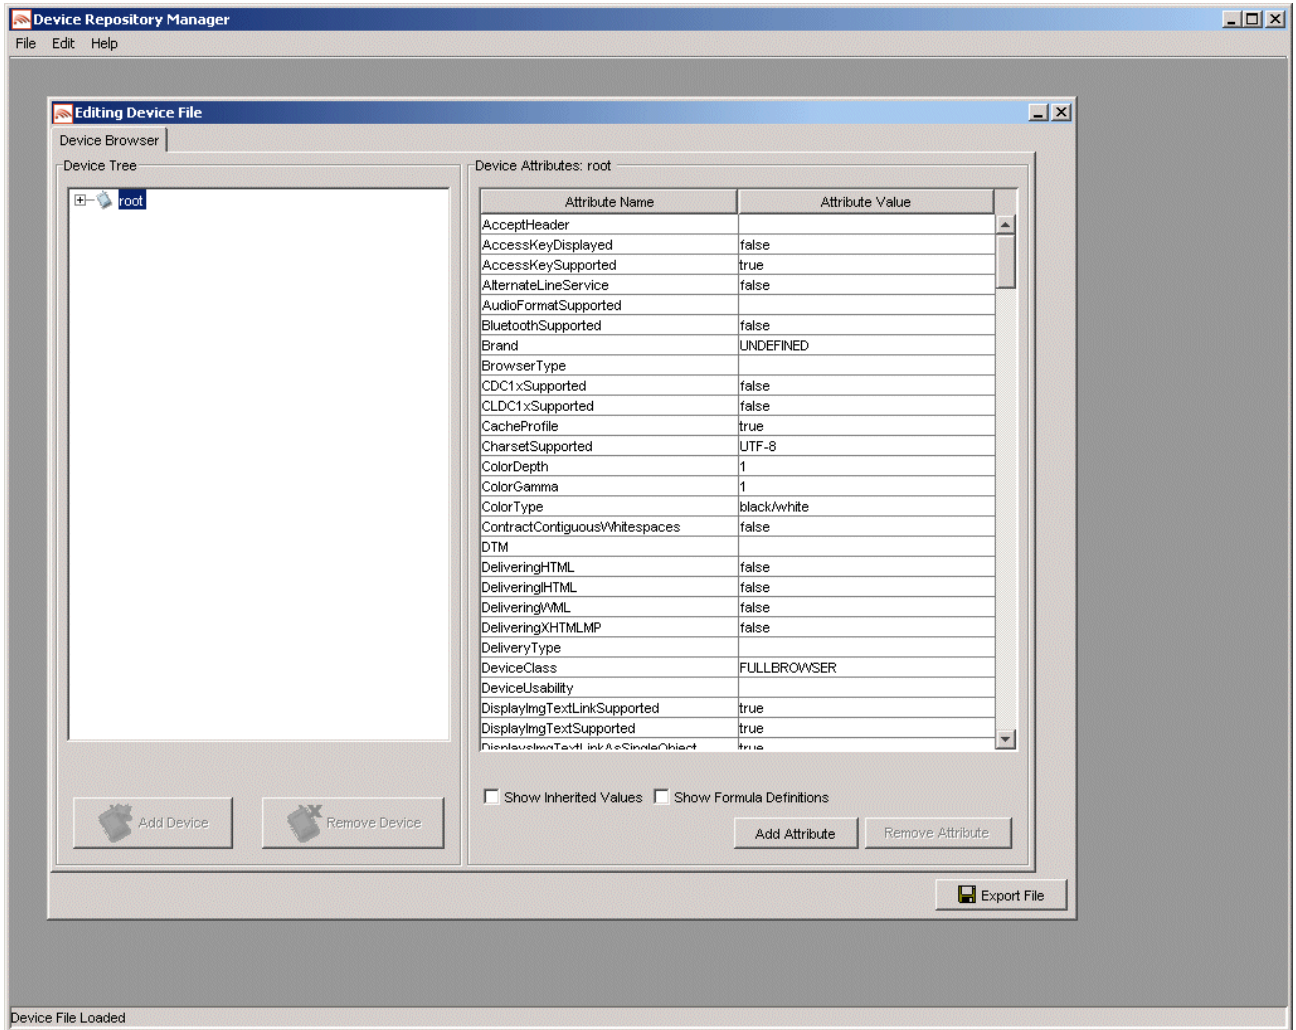 Device Repository Manager
File Edit Help
Editing Device File
Device Browser
Device Tree
root
Add Device
Remove Device
Device Attributes: root
Attribute Name Attribute Value
AcceptHeader
AccessKeyDisplayed false
AccessKeySupported true
AlternateLineService false
AudioFormatSupported
BluetoothSupported false
Brand UNDEFINED
BrowserType
CDC1xSupported false
CLDC1xSupported false
CacheProfile true
CharsetSupported UTF-8
ColorDepth 1
ColorGamma 1
ColorType black/white
ContractContiguousWhitespaces false
DTM
DeliveringHTML false
DeliveringIHTML false
DeliveringWML false
DeliveringXHTMLMP false
DeliveryType
DeviceClass FULLBROWSER
DeviceUsability
DisplayImgTextLinkSupported true
DisplayImgTextSupported true
DisplaysImgTextLinkAsSingleObject true
Show Inherited Values Show Formula Definitions
Add Attribute Remove Attribute
Export File
Device File Loaded